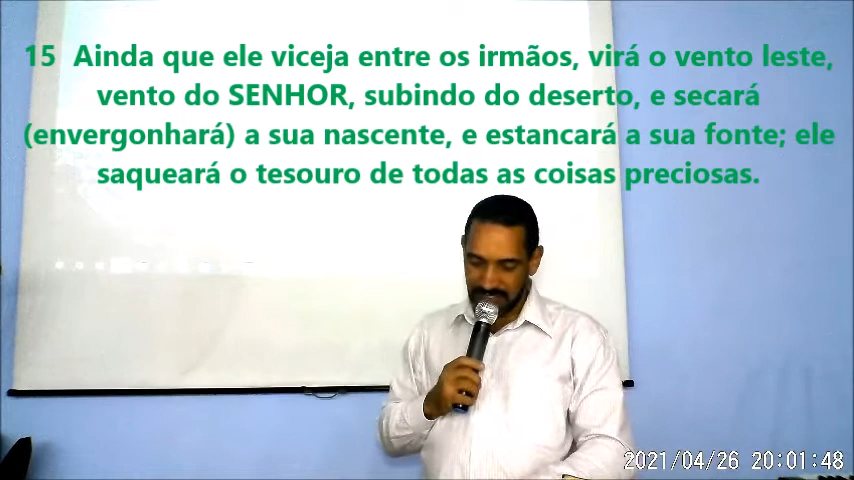 15 Ainda que ele viceja entre os irmãos, virá o vento leste,
vento do SENHOR, subindo do deserto, e secará
(envergonhará) a sua nascente, e estancará a sua fonte; ele
saqueará o tesouro de todas as coisas preciosas.
2021/04/26 20:01:48